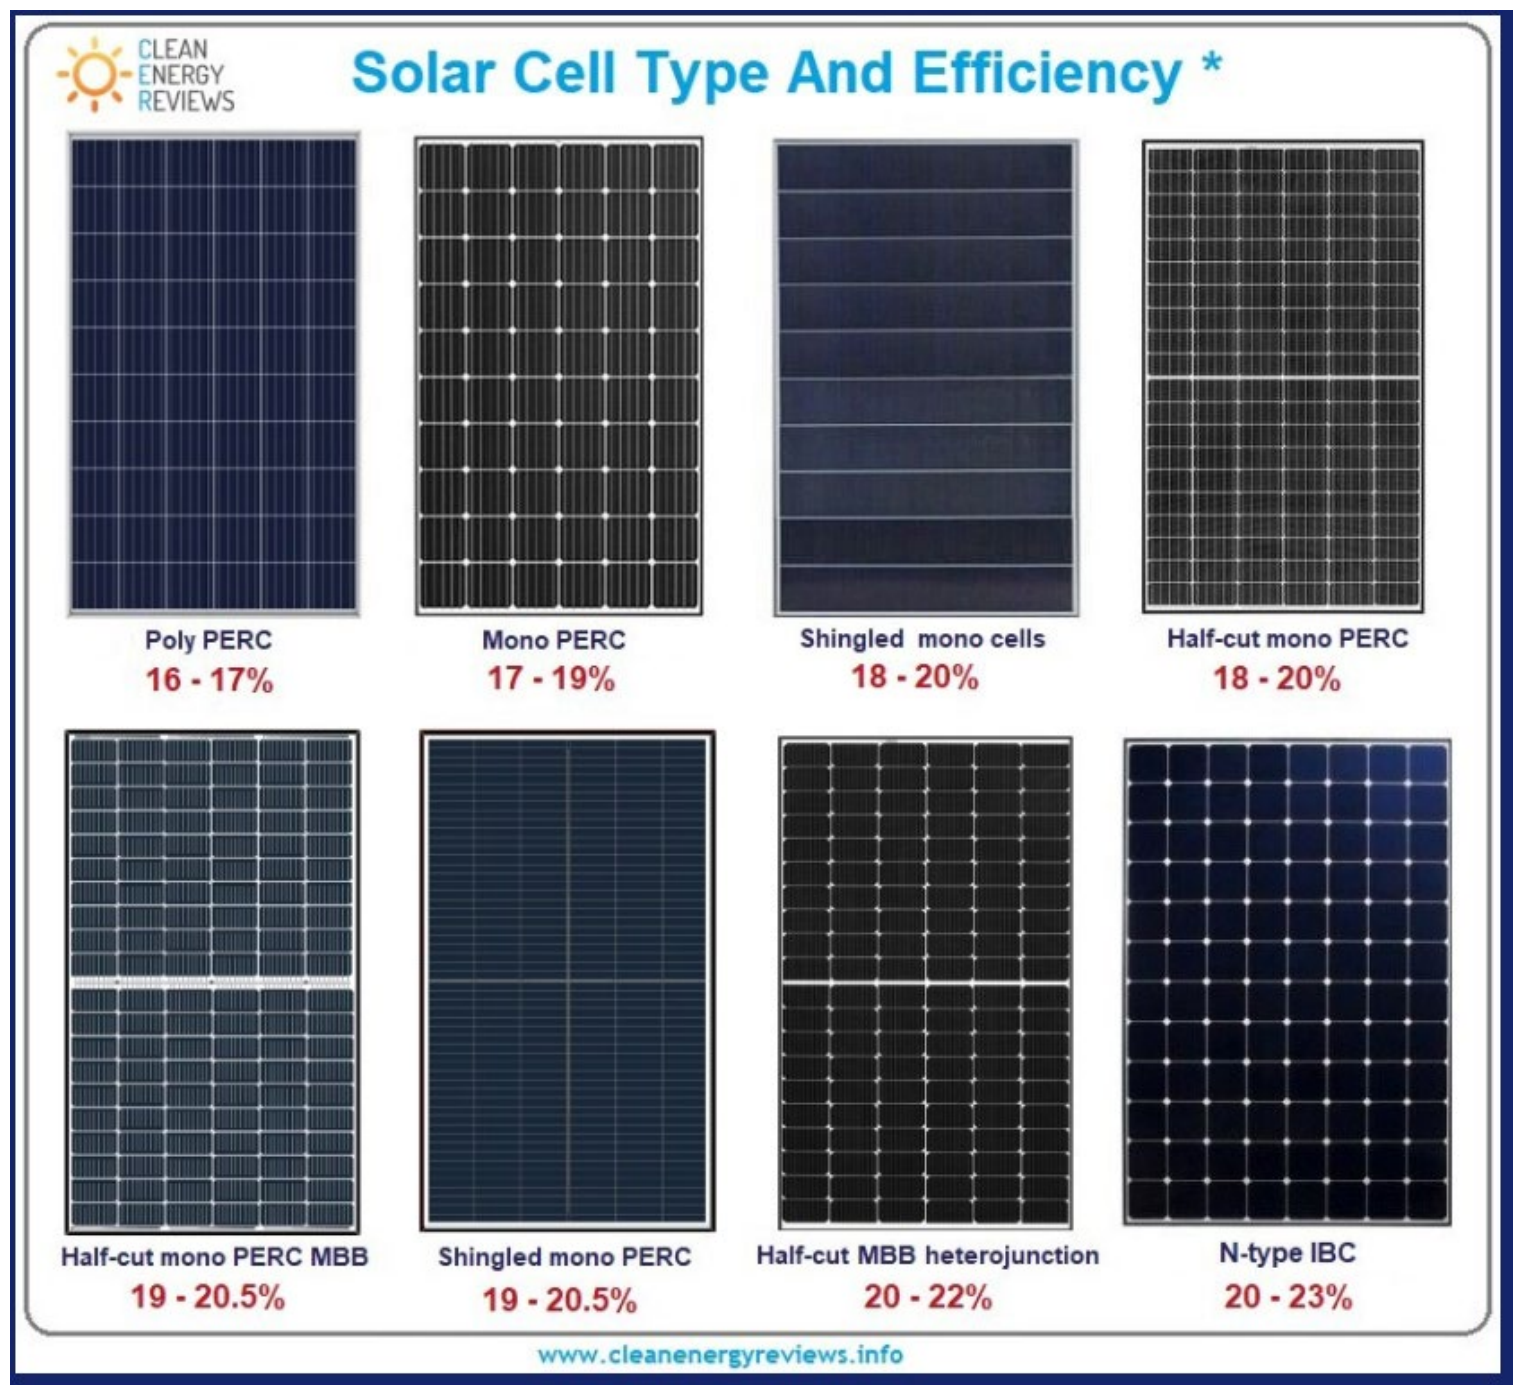 CLEAN
ENERGY
REVIEWS
Solar Cell Type And Efficiency *
Poly PERC
16 - 17%
Mono PERC
17 - 19%
Shingled mono cells
18 - 20%
Half-cut mono PERC
18 - 20%
Half-cut mono PERC MBB
19 - 20.5%
Shingled mono PERC
19 - 20.5%
Half-cut MBB heterojunction
20 - 22%
N-type IBC
20 - 23%
www.cleanenergyreviews.info